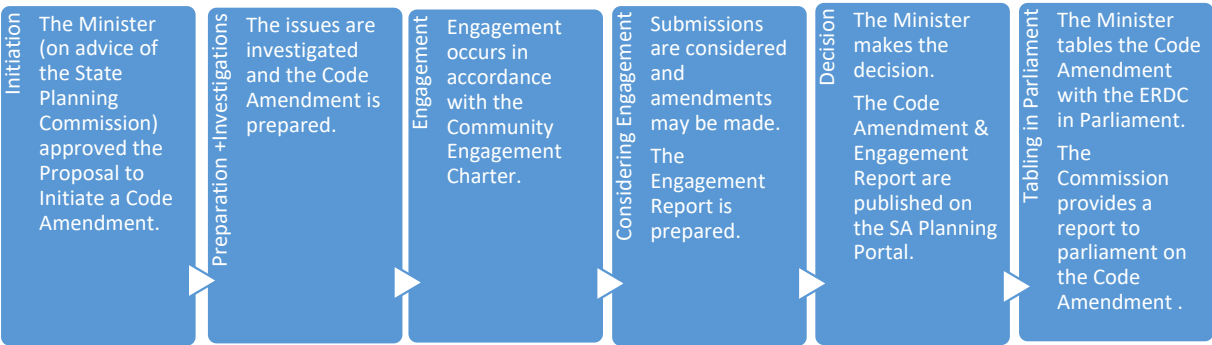 Initiation
The Minister
(on advice of
the State
Planning
Commission)
approved the
Proposal to
Initiate a Code
Amendment.
Preparation +Investigations
The issues are
investigated
and the Code
Amendment is
prepared.
Engagement
Engagement
occurs in
accordance
with the
Community
Engagement
Charter.
Considering Engagement
Submissions
are considered
and
amendments
may be made.
The
Engagement
Report is
prepared.
Decision
The Minister
makes the
decision.
The Code
Amendment &
Engagement
Report are
published on
the SA Planning
Portal.
Tabling in Parliament
The Minister
tables the Code
Amendment
with the ERDC
in Parliament.
The
Commission
provides a
report to
parliament on
the Code
Amendment .